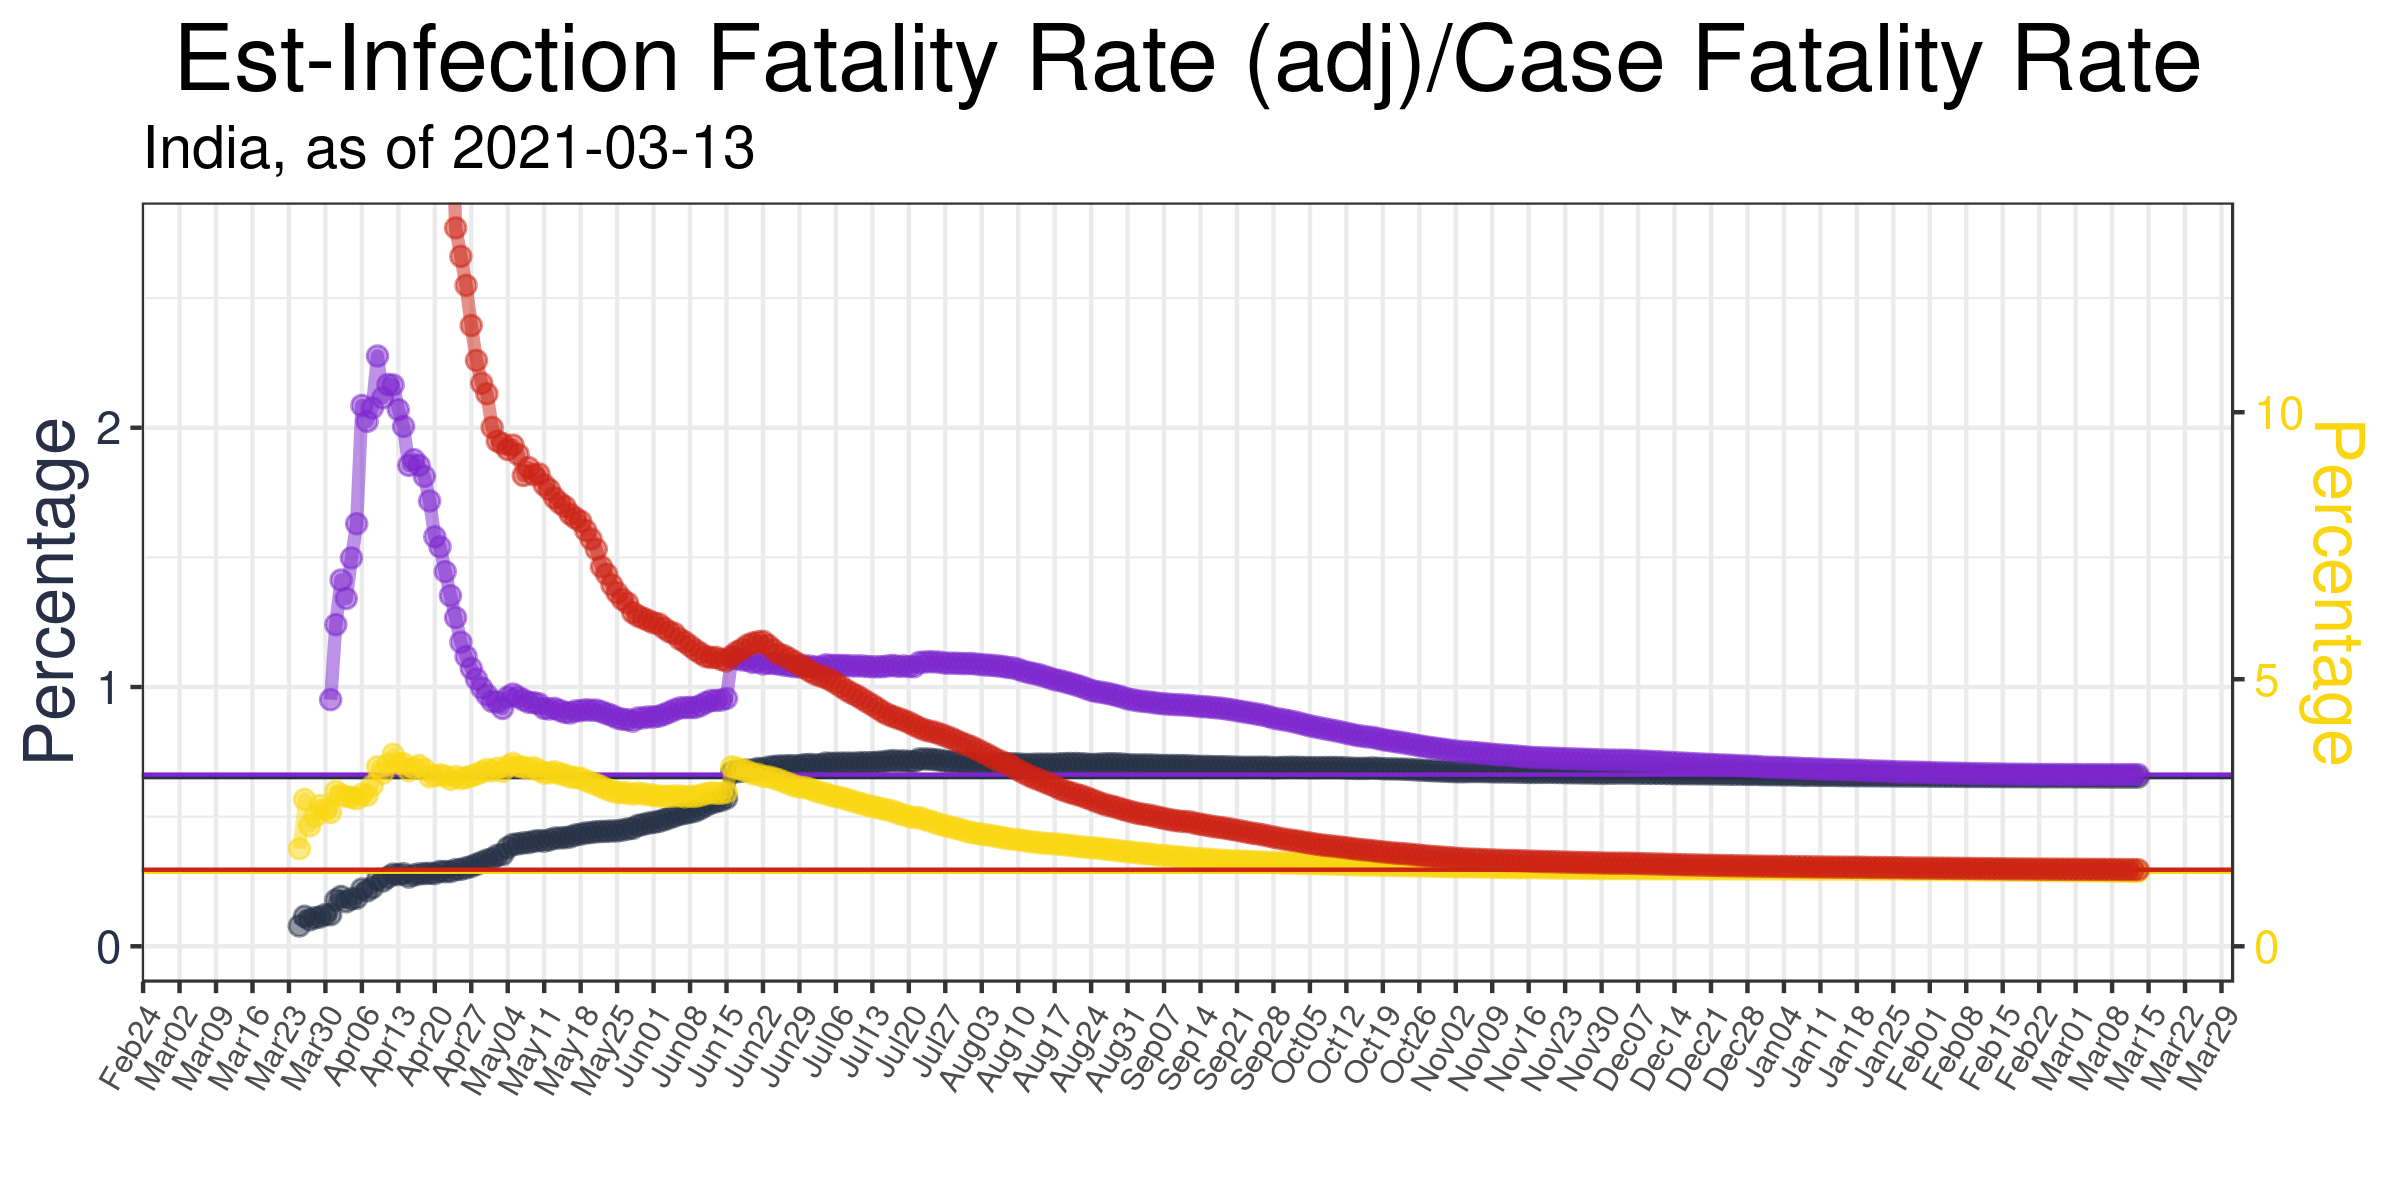 Est-Infection Fatality Rate (adj)/Case Fatality Rate
India, as of 2021-03-13
Percentage
2
1
0
10
5
0
Percentage
Feb24
Mar02
Mar09
Mar16
Mar23
Mar30
Apr06
Apr13
Apr20
Apr27
May04
May11
May18
May25
Jun01
Jun08
Jun15
Jun22
Jun29
Jul06
Jul13
Jul20
Jul27
Aug03
Aug10
Aug17
Aug24
Aug31
Sep07
Sep14
Sep21
Sep28
Oct05
Oct12
Oct19
Oct26
Nov02
Nov09
Nov16
Nov23
Nov30
Dec07
Dec14
Dec21
Dec28
Jan04
Jan11
Jan18
Jan25
Feb01
Feb08
Feb15
Feb22
Mar01
Mar08
Mar15
Mar22
Mar29